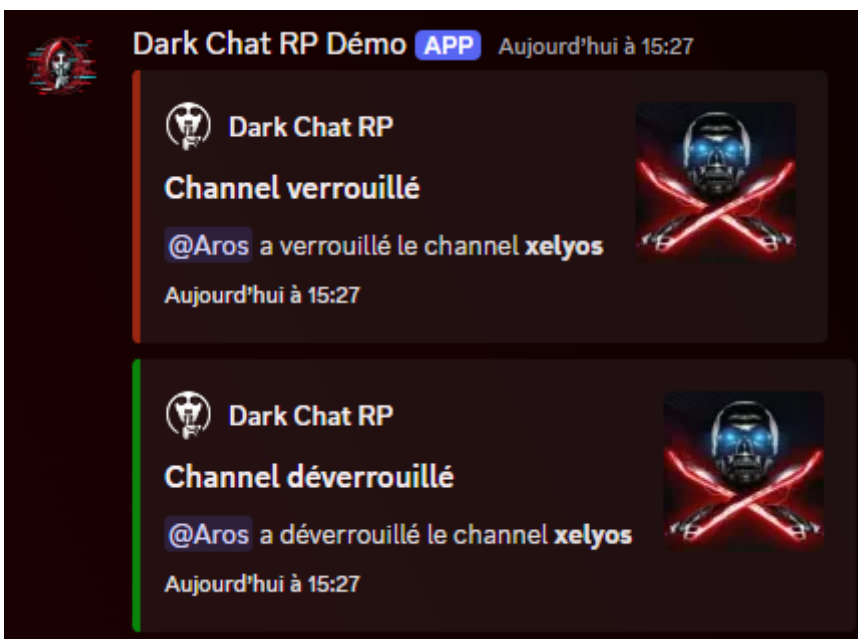 Dark Chat RP Démo APP Aujourd’hui à 15:27
Dark Chat RP
Channel verrouillé
@Aros a verrouillé le channel xelyos
Aujourd’hui à 15:27
Dark Chat RP
Channel déverrouillé
@Aros a déverrouillé le channel xelyos
Aujourd’hui à 15:27